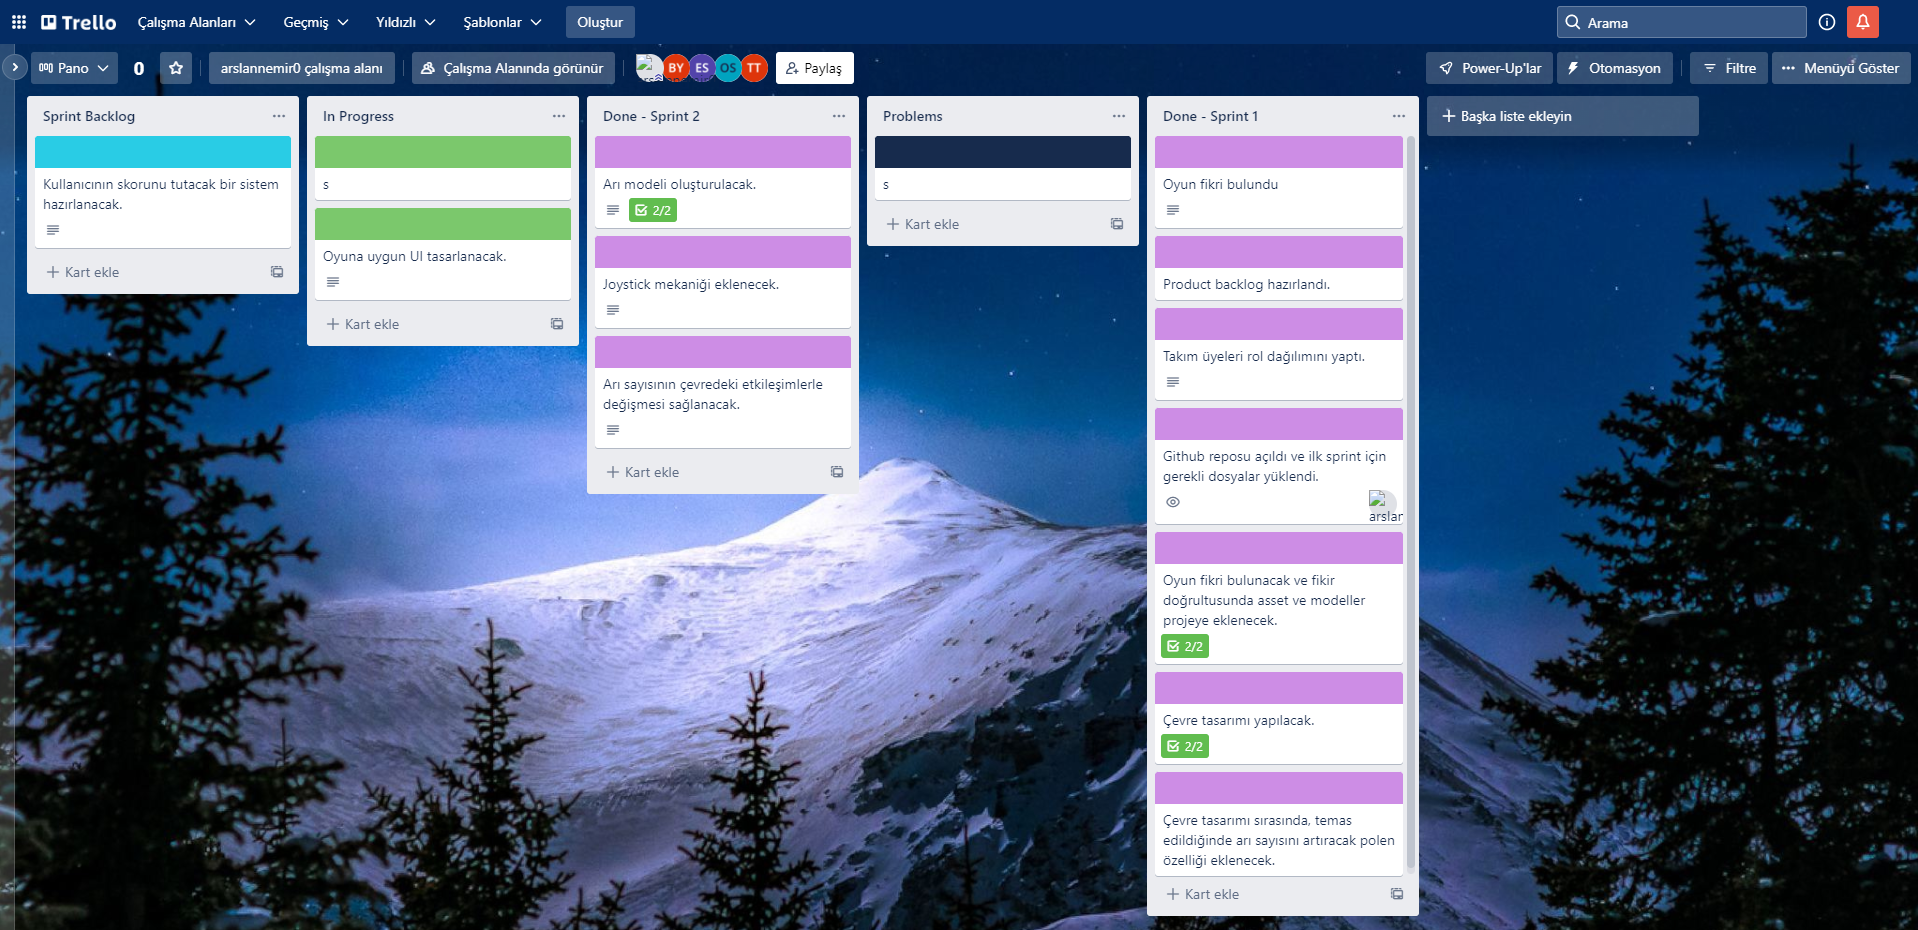 Trello
Çalışma Alanları
Geçmiş
Yıldızlı
Şablonlar
Oluştur
Arama
Pano
0
arslannemir0 çalışma alanı
Çalışma Alanında görünür
BY
ES
OS
TT
Paylaş
Power-Up'lar
Otomasyon
Filtre
Menüyü Göster
Sprint Backlog
Kullanıcının skorunu tutacak bir sistem
hazırlanacak.
Kart ekle
In Progress
s
Oyuna uygun UI tasarlanacak.
Kart ekle
Done - Sprint 2
Arı modeli oluşturulacak.
2/2
Joystick mekaniği eklenecek.
Arı sayısının çevredeki etkileşimlerle
değişmesi sağlanacak.
Kart ekle
Problems
s
Kart ekle
Done - Sprint 1
Oyun fikri bulundu
Product backlog hazırlandı.
Takım üyeleri rol dağılımını yaptı.
Github reposu açıldı ve ilk sprint için
gerekli dosyalar yüklendi.
arslan
Oyun fikri bulunacak ve fikir
doğrultusunda asset ve modeller
projeye eklenecek.
2/2
Çevre tasarımı yapılacak.
2/2
Çevre tasarımı sırasında, temas
edildiğinde arı sayısını artıracak polen
özelliği eklenecek.
Kart ekle
Başka liste ekleyin